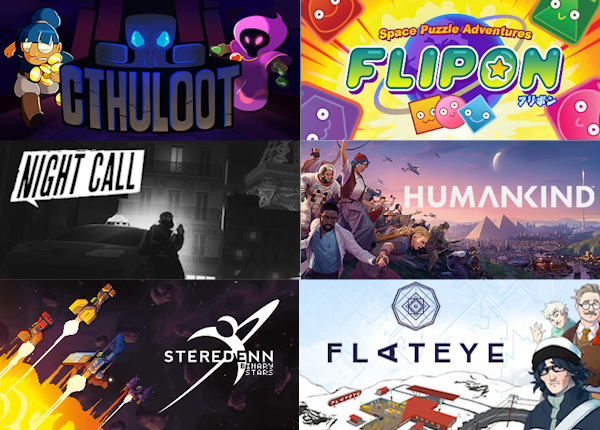 CTHULOOT
Space Puzzle Adventures
FLIPON
フリポン
NIGHT CALL
HUMANKIND
STEREDENN
BINARY
STARS
FLATEYE